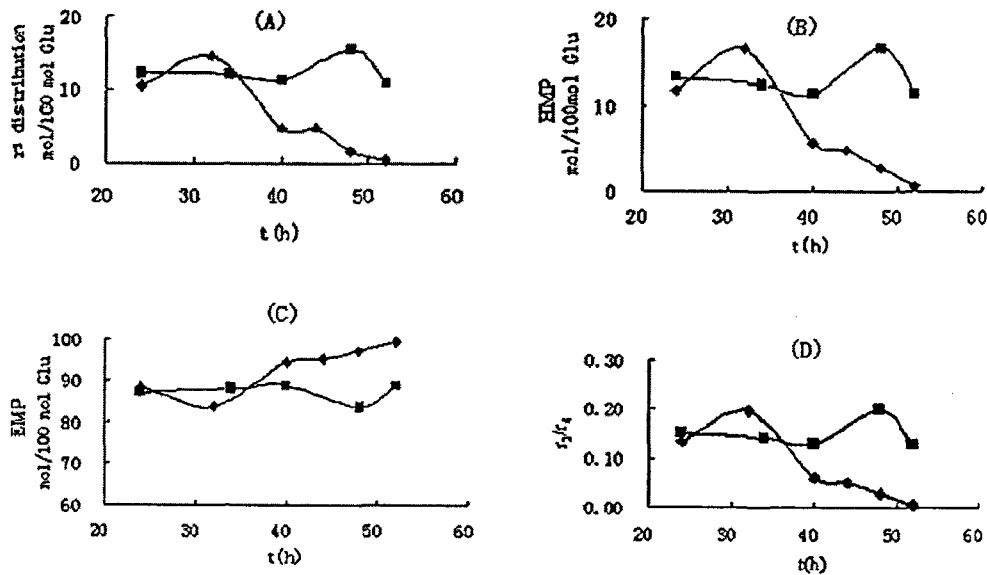 (A)
r¹ distribution
mol/100 mol Glu
20
10
0
20 30 40 50 60
t(h)
(B)
HMP
mol/100mol Glu
20
10
0
20 30 40 50 60
t(h)
(C)
EMP
mol/100 mol Glu
100
90
80
70
60
20 30 40 50 60
t(h)
(D)
0.30
0.20
0.10
0.00
20 30 40 50 60
t(h)